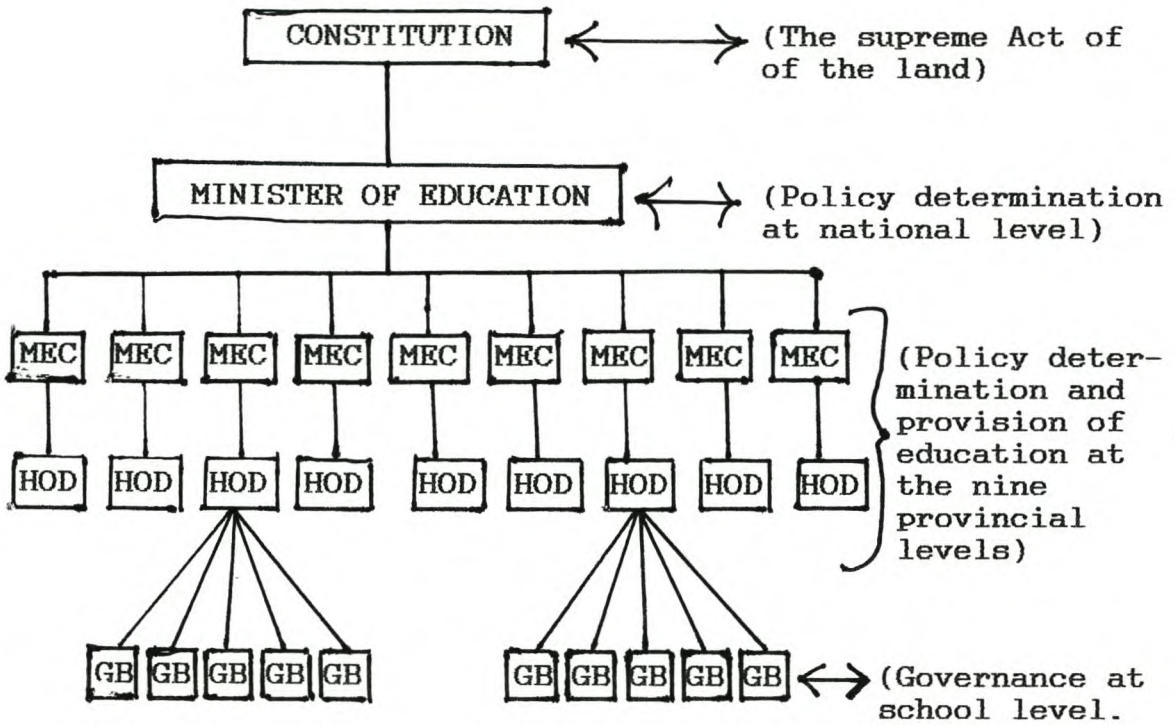 CONSTITUTION
(The supreme Act of
of the land)
MINISTER OF EDUCATION
(Policy determination
at national level)
MEC MEC MEC MEC MEC MEC MEC MEC MEC
(Policy deter-
mination and
provision of
education at
the nine
provincial
levels)
HOD HOD HOD HOD HOD HOD HOD HOD HOD
GB GB GB GB GB GB GB GB GB GB
(Governance at
school level.